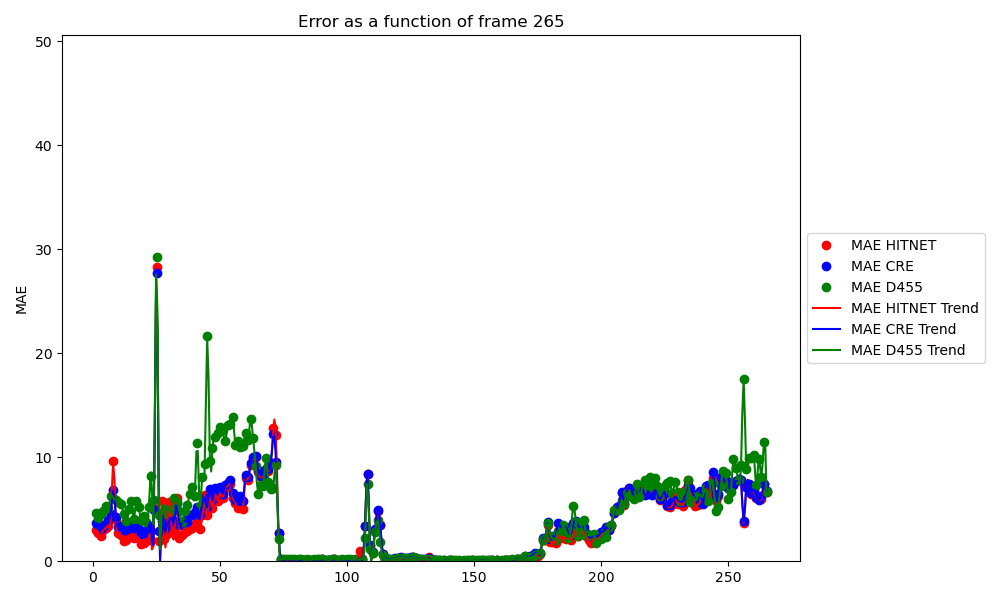 Error as a function of frame 265
MAE
50
40
30
20
10
0
0 50 100 150 200 250
MAE HITNET
MAE CRE
MAE D455
MAE HITNET Trend
MAE CRE Trend
MAE D455 Trend